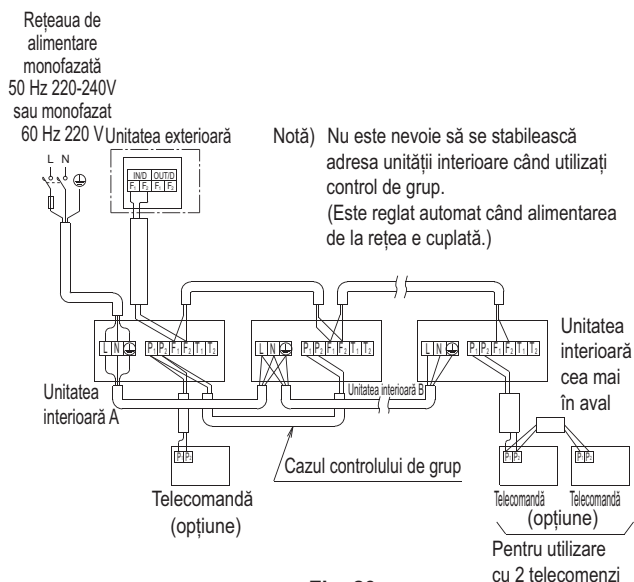 Rețeaua de
alimentare
monofazată
50 Hz 220-240V
sau monofazat
60 Hz 220 V
Unitatea exterioară
Notă) Nu este nevoie să se stabilească
adresa unității interioare când utilizați
control de grup.
(Este reglat automat când alimentarea
de la rețea e cuplată.)
L N
IN/D OUT/D
F₁ F₂ F₁ F₂
L N P₁ P₂ F₁ F₂ T₁ T₂
L N P₁ P₂ F₁ F₂ T₁ T₂
L N P₁ P₂ F₁ F₂ T₁ T₂
Unitatea
interioară A
Unitatea interioară B
Unitatea
interioară
cea mai
în aval
P₁ P₂
Telecomandă
(opțiune)
Cazul controlului de grup
P₁ P₂
P₁ P₂
Telecomandă Telecomandă
(opțiune)
Pentru utilizare
cu 2 telecomenzi